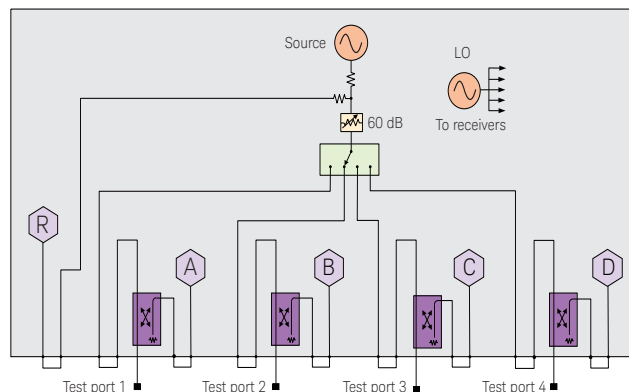 Source
LO
60 dB
To receivers
R
A
B
C
D
Test port 1
Test port 2
Test port 3
Test port 4